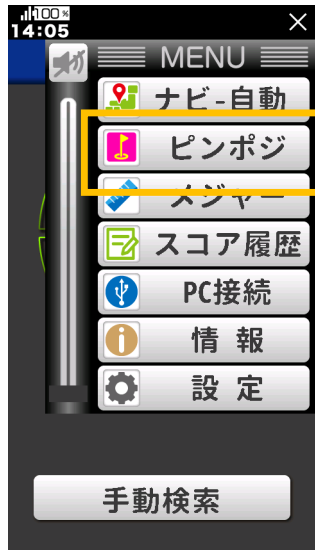 100%
14:05
MENU
ナビ-自動
ピンポジ
メジャー
スコア履歴
PC接続
情 報
設 定
手動検索